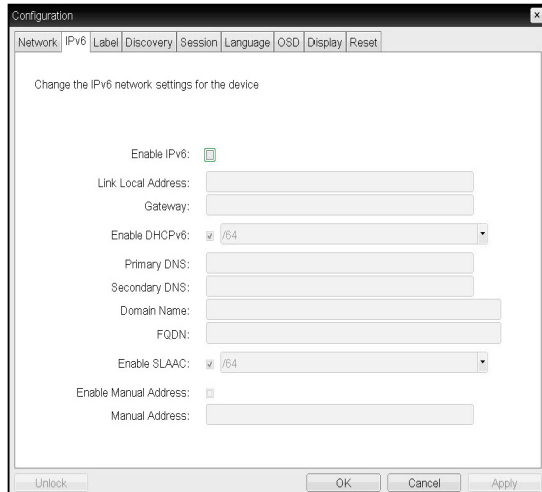 Configuration
Network IPv6 Label Discovery Session Language OSD Display Reset
Change the IPv6 network settings for the device
Enable IPv6:
Link Local Address:
Gateway:
Enable DHCPv6: /64
Primary DNS:
Secondary DNS:
Domain Name:
FQDN:
Enable SLAAC: /64
Enable Manual Address:
Manual Address:
Unlock OK Cancel Apply